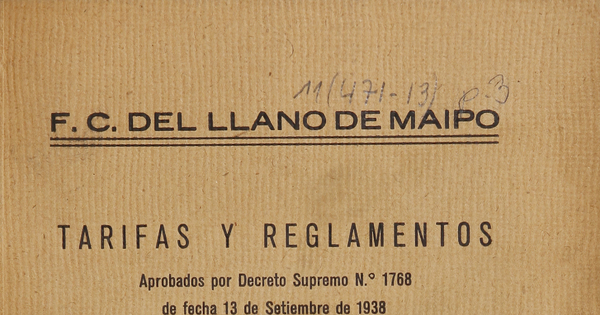 11(471-13) p.3
F. C. DEL LLANO DE MAIPO
TARIFAS Y REGLAMENTOS
Aprobados por Decreto Supremo N.° 1768
de fecha 13 de Setiembre de 1938